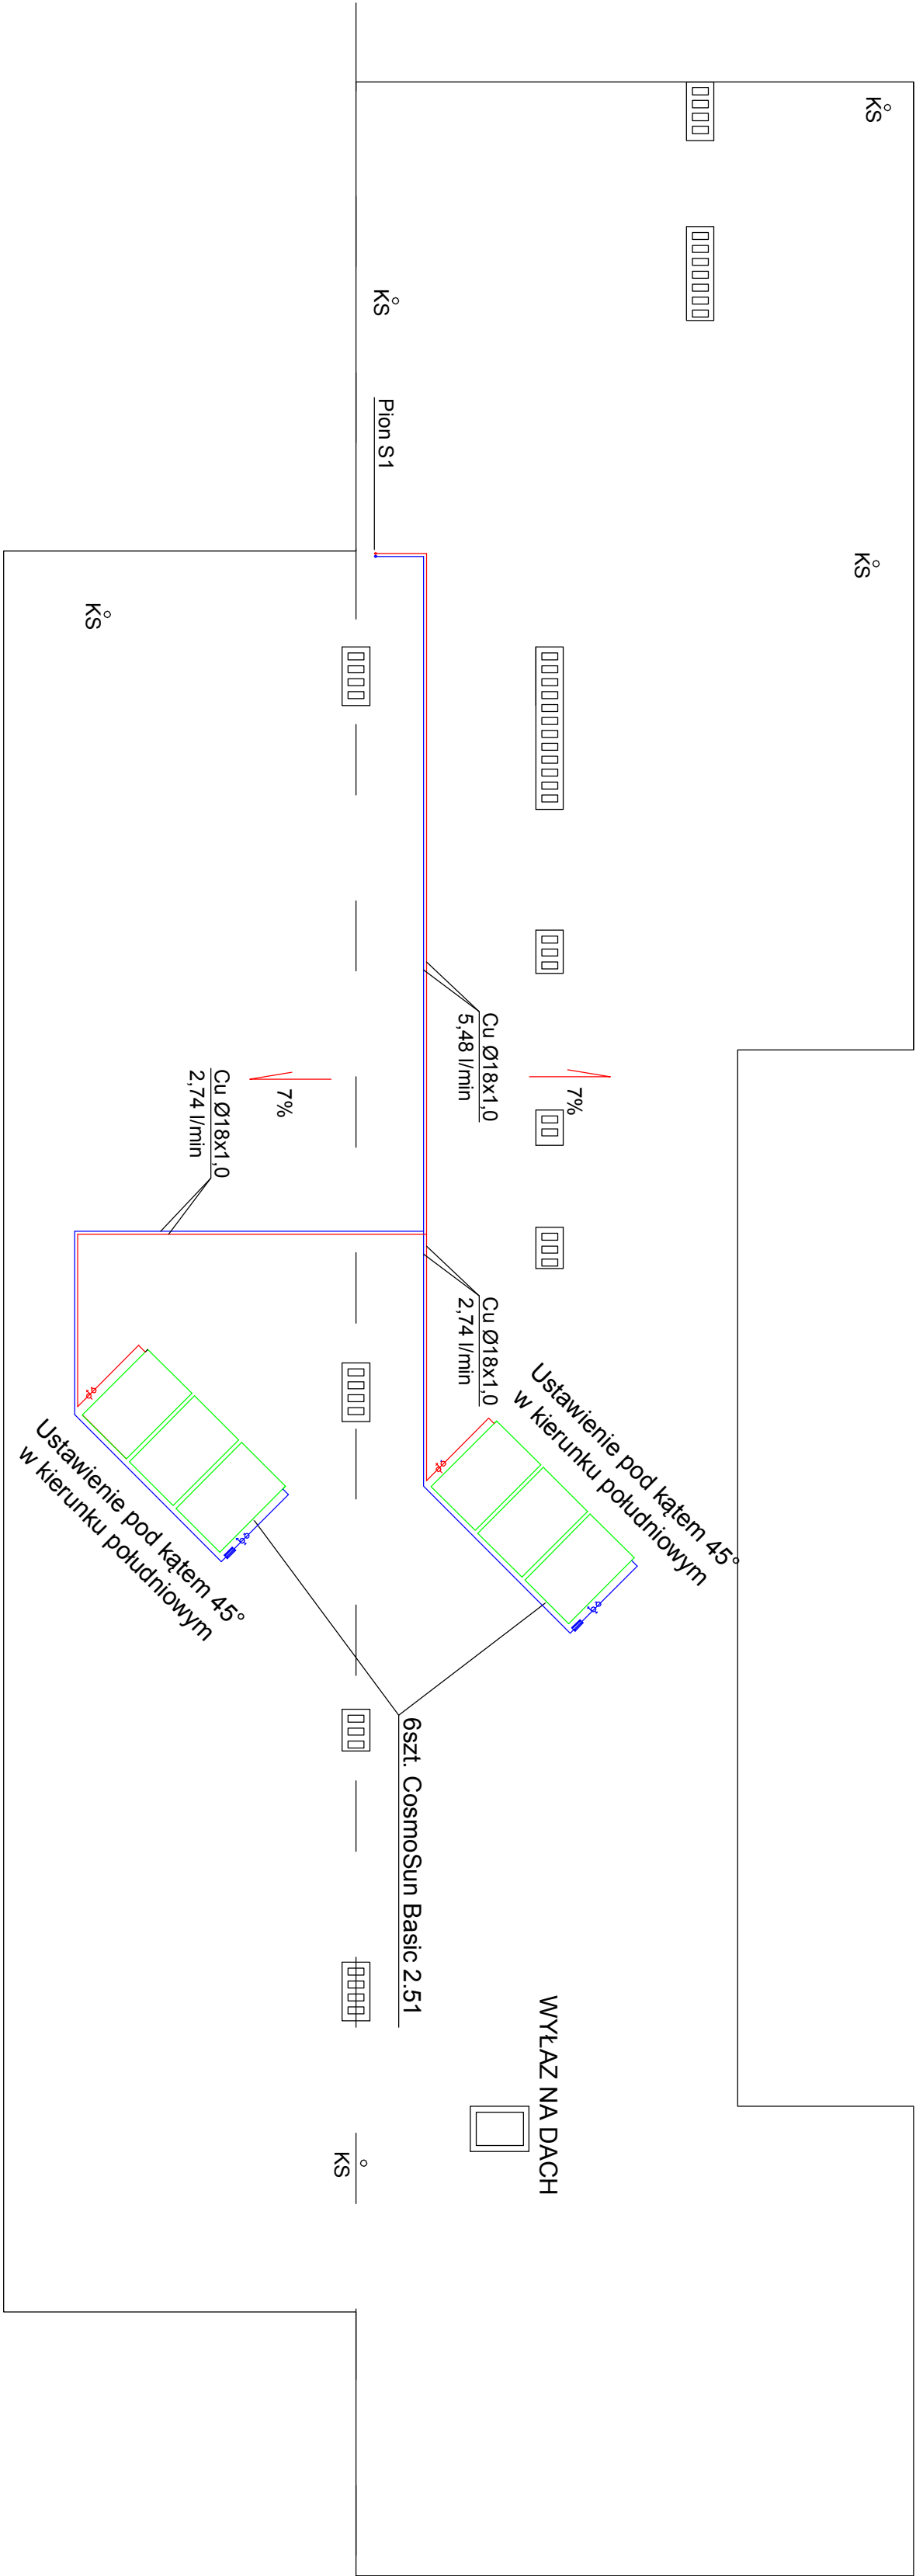 KS
KS
Pion S1
KS
KS
Cu Ø18x1,0
5,48 l/min
7%
7%
Cu Ø18x1,0
2,74 l/min
Cu Ø18x1,0
2,74 l/min
Ustawienie pod kątem 45°
w kierunku południowym
Ustawienie pod kątem 45°
w kierunku południowym
6szt. CosmoSun Basic 2.51
WYŁAZ NA DACH
KS